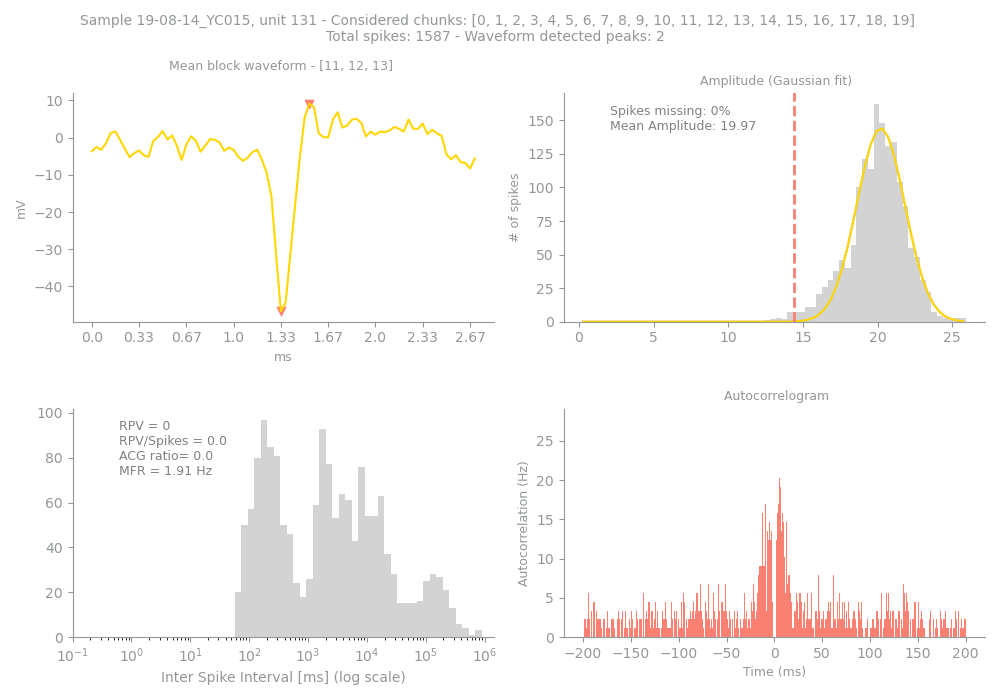 Sample 19-08-14_YC015, unit 131 - Considered chunks: [0, 1, 2, 3, 4, 5, 6, 7, 8, 9, 10, 11, 12, 13, 14, 15, 16, 17, 18, 19]
Total spikes: 1587 - Waveform detected peaks: 2
Mean block waveform - [11, 12, 13]
10
0
−10
−20
−30
−40
mV
0.0 0.33 0.67 1.0 1.33 1.67 2.0 2.33 2.67
ms
Amplitude (Gaussian fit)
Spikes missing: 0%
Mean Amplitude: 19.97
150
125
100
75
50
25
0
# of spikes
0 5 10 15 20 25
RPV = 0
RPV/Spikes = 0.0
ACG ratio= 0.0
MFR = 1.91 Hz
100
80
60
40
20
0
10⁻¹ 10⁰ 10¹ 10² 10³ 10⁴ 10⁵ 10⁶
Inter Spike Interval [ms] (log scale)
Autocorrelogram
25
20
15
10
5
0
Autocorrelation (Hz)
−200 −150 −100 −50 0 50 100 150 200
Time (ms)